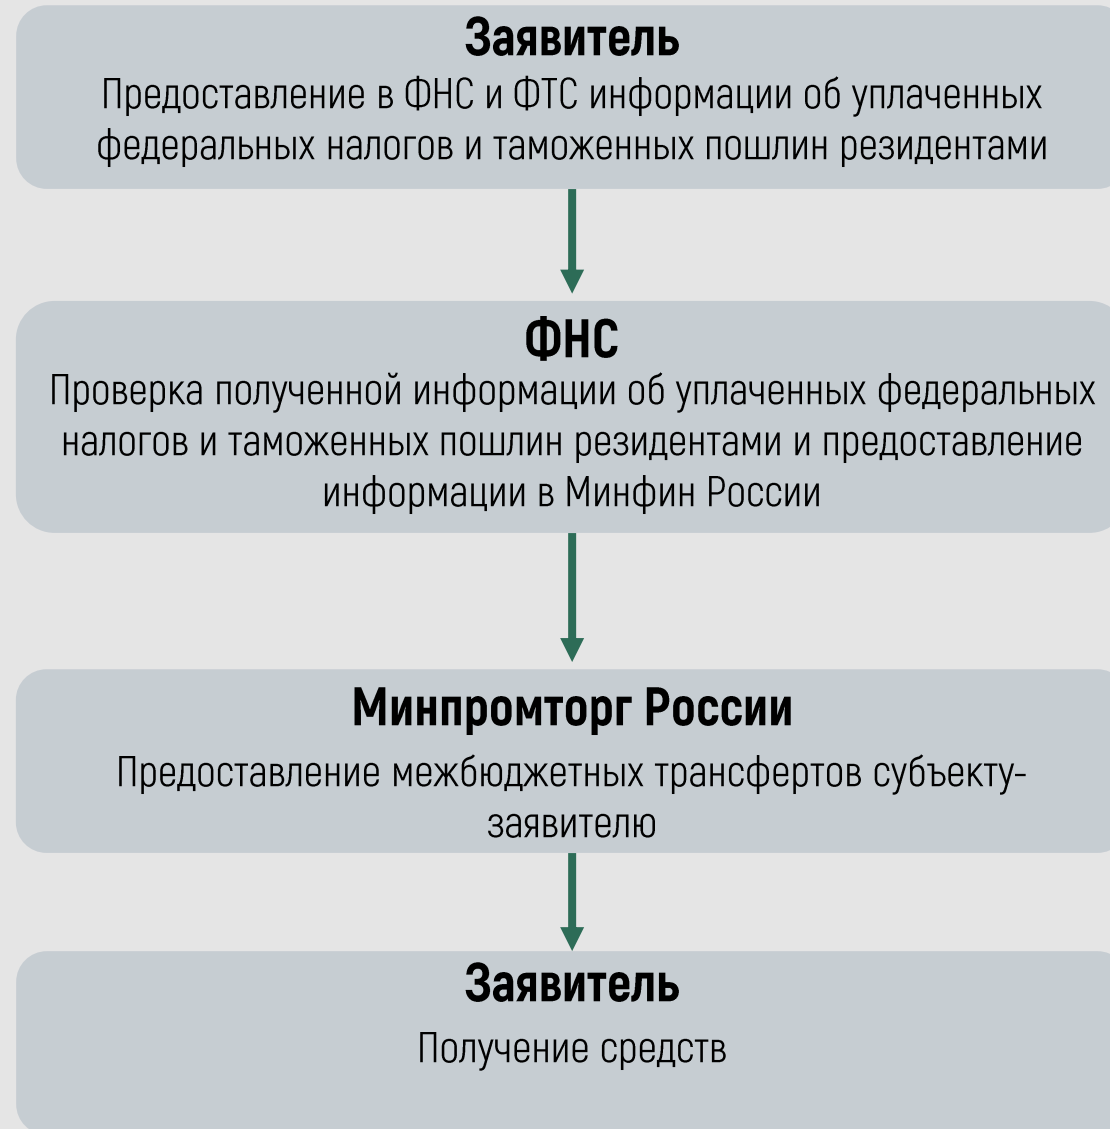 Заявитель
Предоставление в ФНС и ФТС информации об уплаченных
федеральных налогов и таможенных пошлин резидентами
ФНС
Проверка полученной информации об уплаченных федеральных
налогов и таможенных пошлин резидентами и предоставление
информации в Минфин России
Минпромторг России
Предоставление межбюджетных трансфертов субъекту-
заявителю
Заявитель
Получение средств